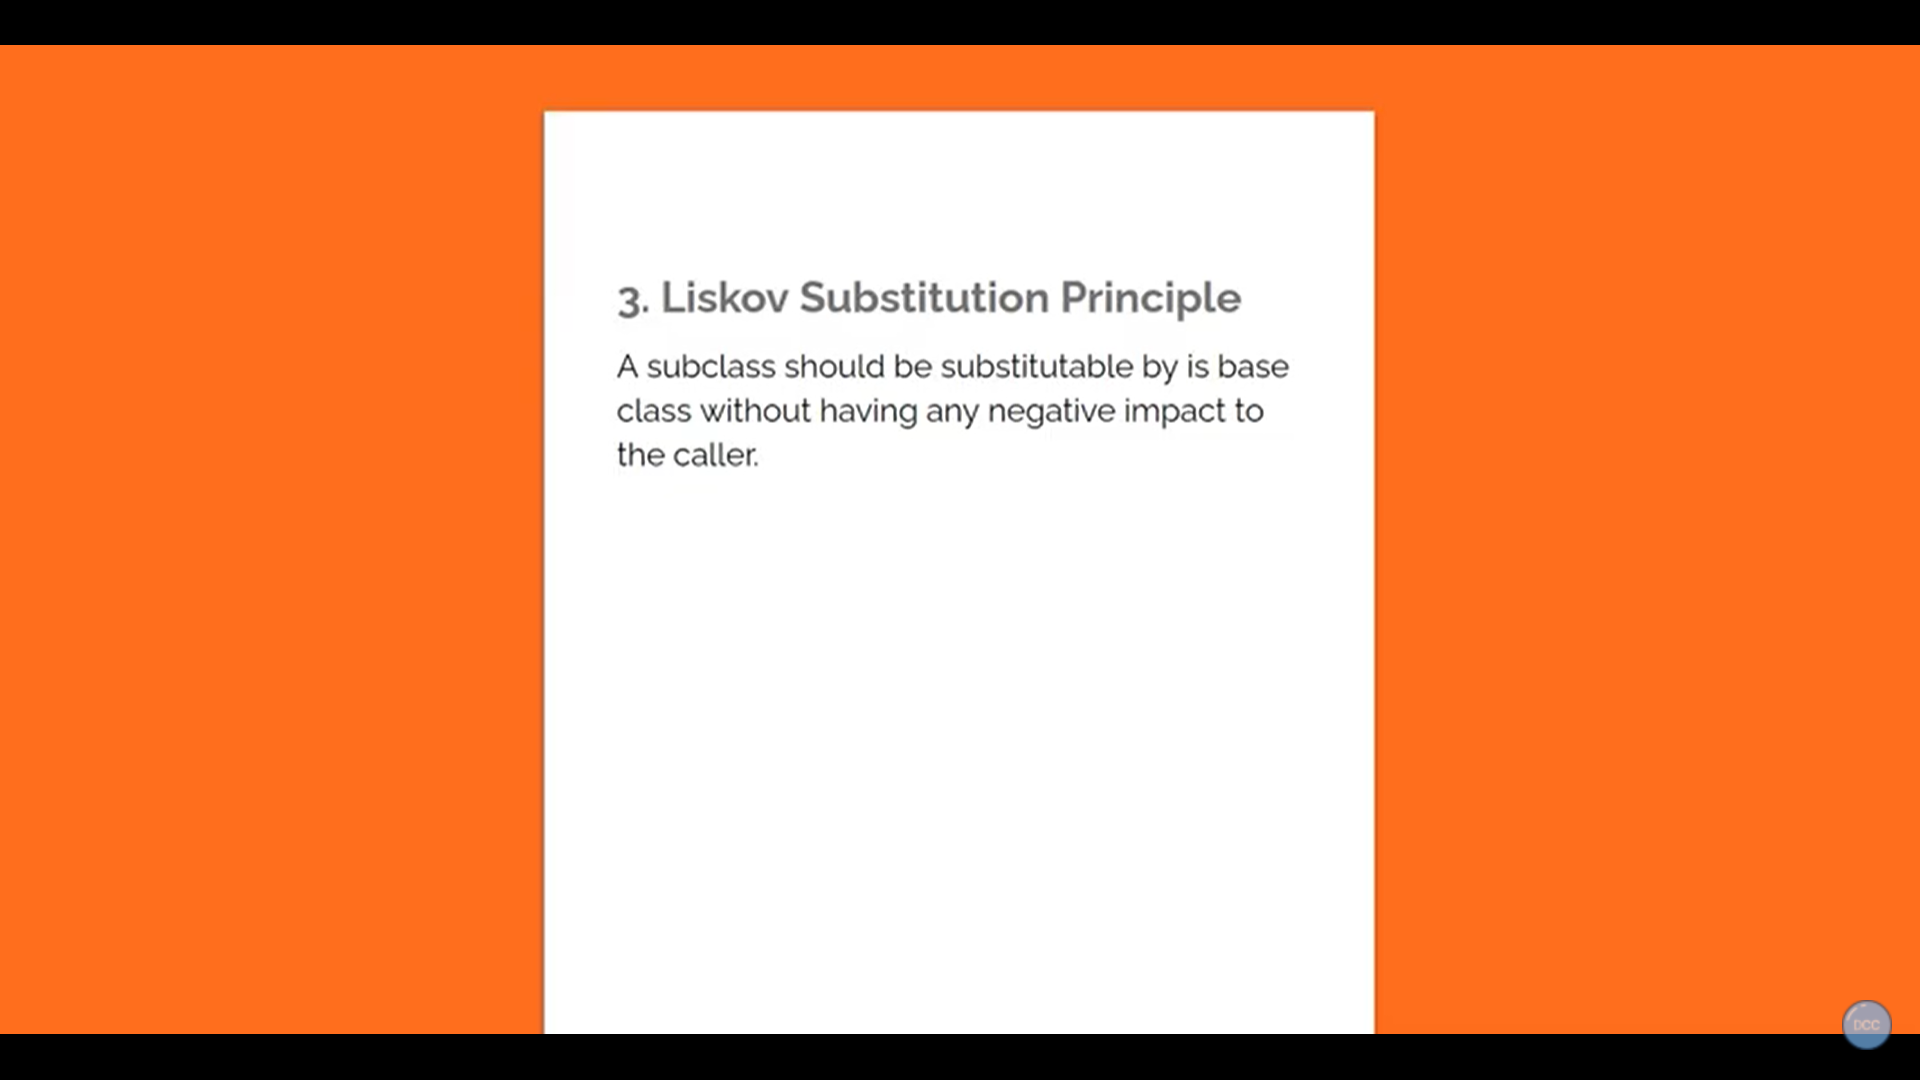 3. Liskov Substitution Principle
A subclass should be substitutable by is base
class without having any negative impact to
the caller.
DCC